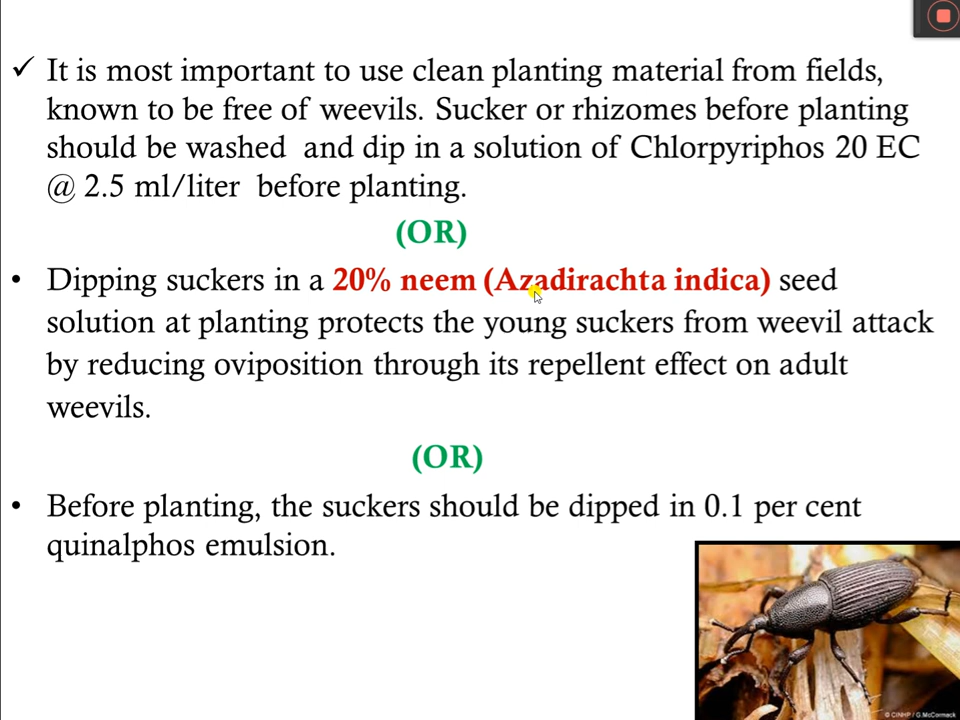 ✓ It is most important to use clean planting material from fields,
known to be free of weevils. Sucker or rhizomes before planting
should be washed and dip in a solution of Chlorpyriphos 20 EC
@ 2.5 ml/liter before planting.
(OR)
• Dipping suckers in a 20% neem (Azadirachta indica) seed
solution at planting protects the young suckers from weevil attack
by reducing oviposition through its repellent effect on adult
weevils.
(OR)
• Before planting, the suckers should be dipped in 0.1 per cent
quinalphos emulsion.
© CINHP / G.McCormack